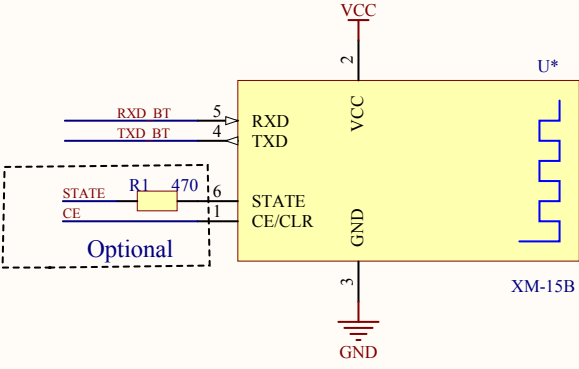 VCC
2
U*
VCC
RXD_BT 5 RXD
TXD_BT 4 TXD
R1 470
STATE 6 STATE
CE 1 CE/CLR
GND
Optional
3
XM-15B
GND